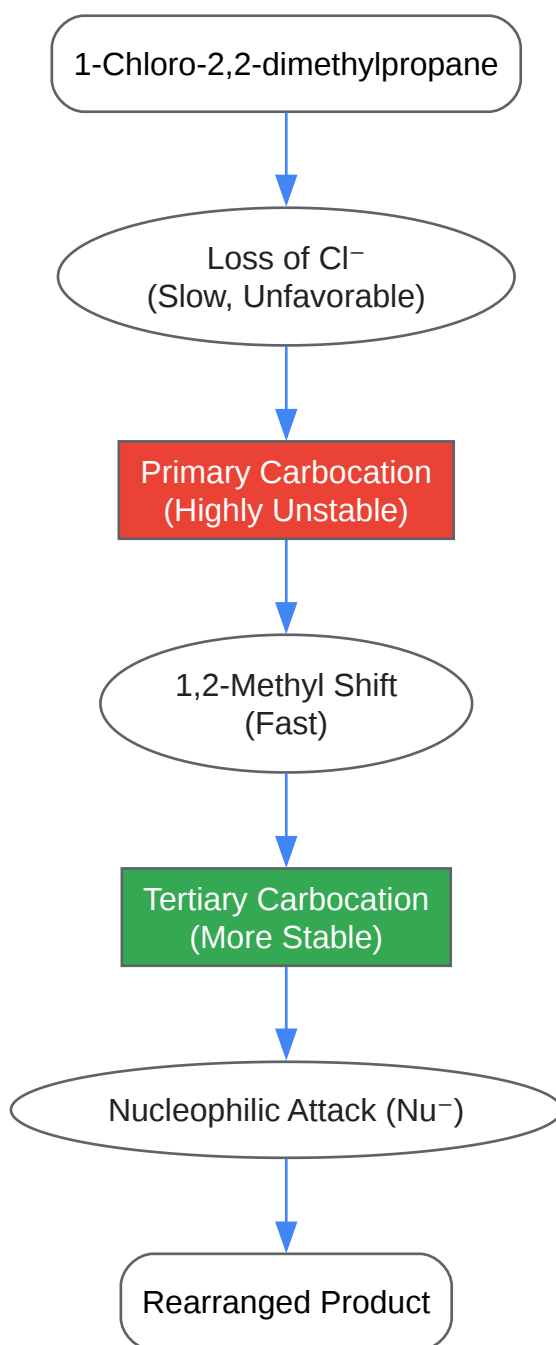 1-Chloro-2,2-dimethylpropane
Loss of Cl⁻
(Slow, Unfavorable)
Primary Carbocation
(Highly Unstable)
1,2-Methyl Shift
(Fast)
Tertiary Carbocation
(More Stable)
Nucleophilic Attack (Nu⁻)
Rearranged Product